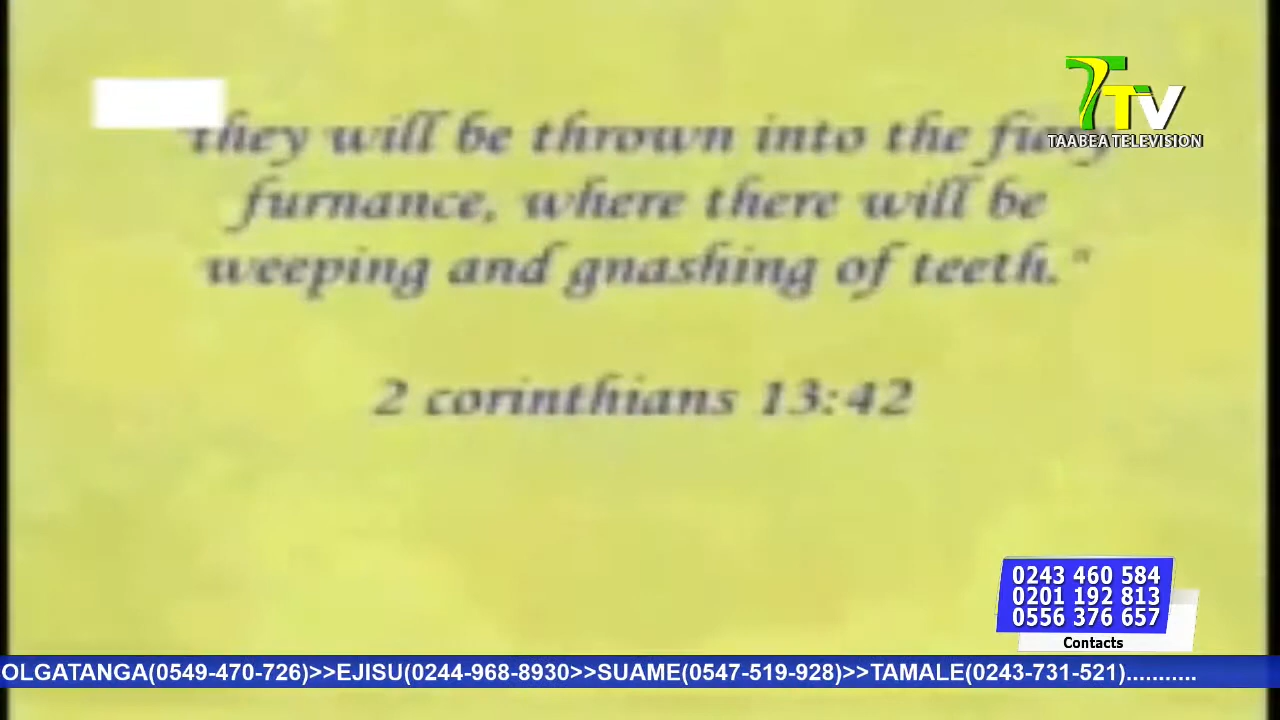 they will be thrown into the fiery
furnance, where there will be
weeping and gnashing of teeth."
2 corinthians 13:42
TV
TAABEA TELEVISION
0243 460 584
0201 192 813
0556 376 657
Contacts
OLGATANGA(0549-470-726)>>EJISU(0244-968-8930)>>SUAME(0547-519-928)>>TAMALE(0243-731-521)...........